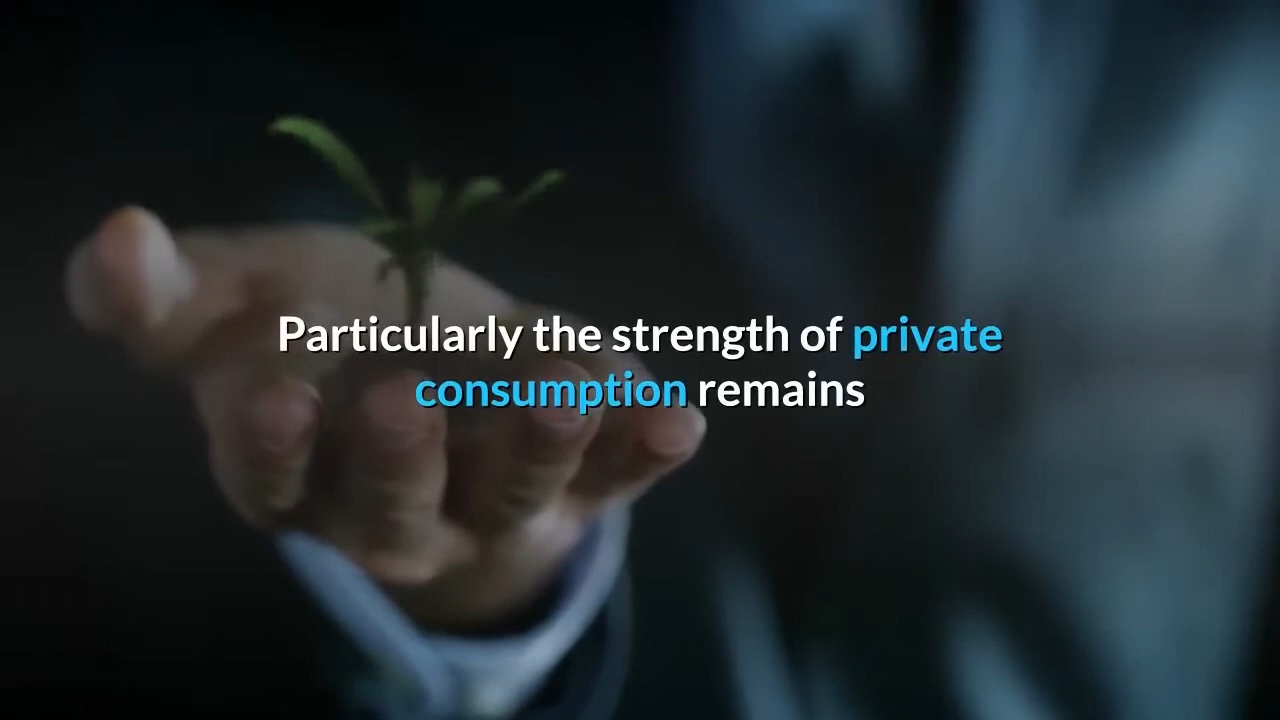 Particularly the strength of private
consumption remains